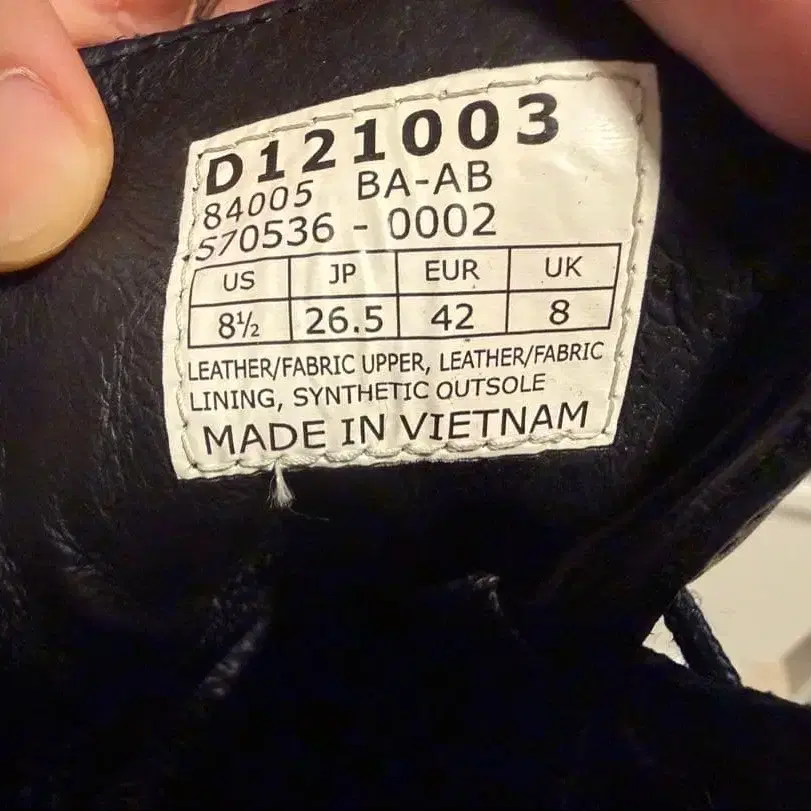 D121003
84005 BA-AB
570536 - 0002
US JP EUR UK
8½ 26.5 42 8
LEATHER/FABRIC UPPER, LEATHER/FABRIC
LINING, SYNTHETIC OUTSOLE
MADE IN VIETNAM